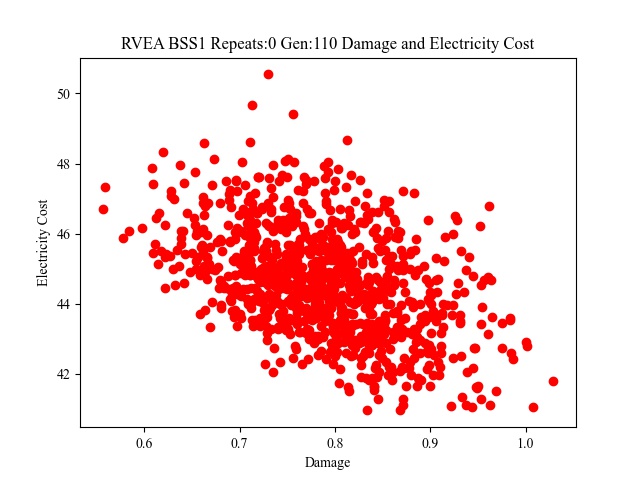 RVEA BSS1 Repeats:0 Gen:110 Damage and Electricity Cost
50
48
46
44
42
Electricity Cost
0.6 0.7 0.8 0.9 1.0
Damage